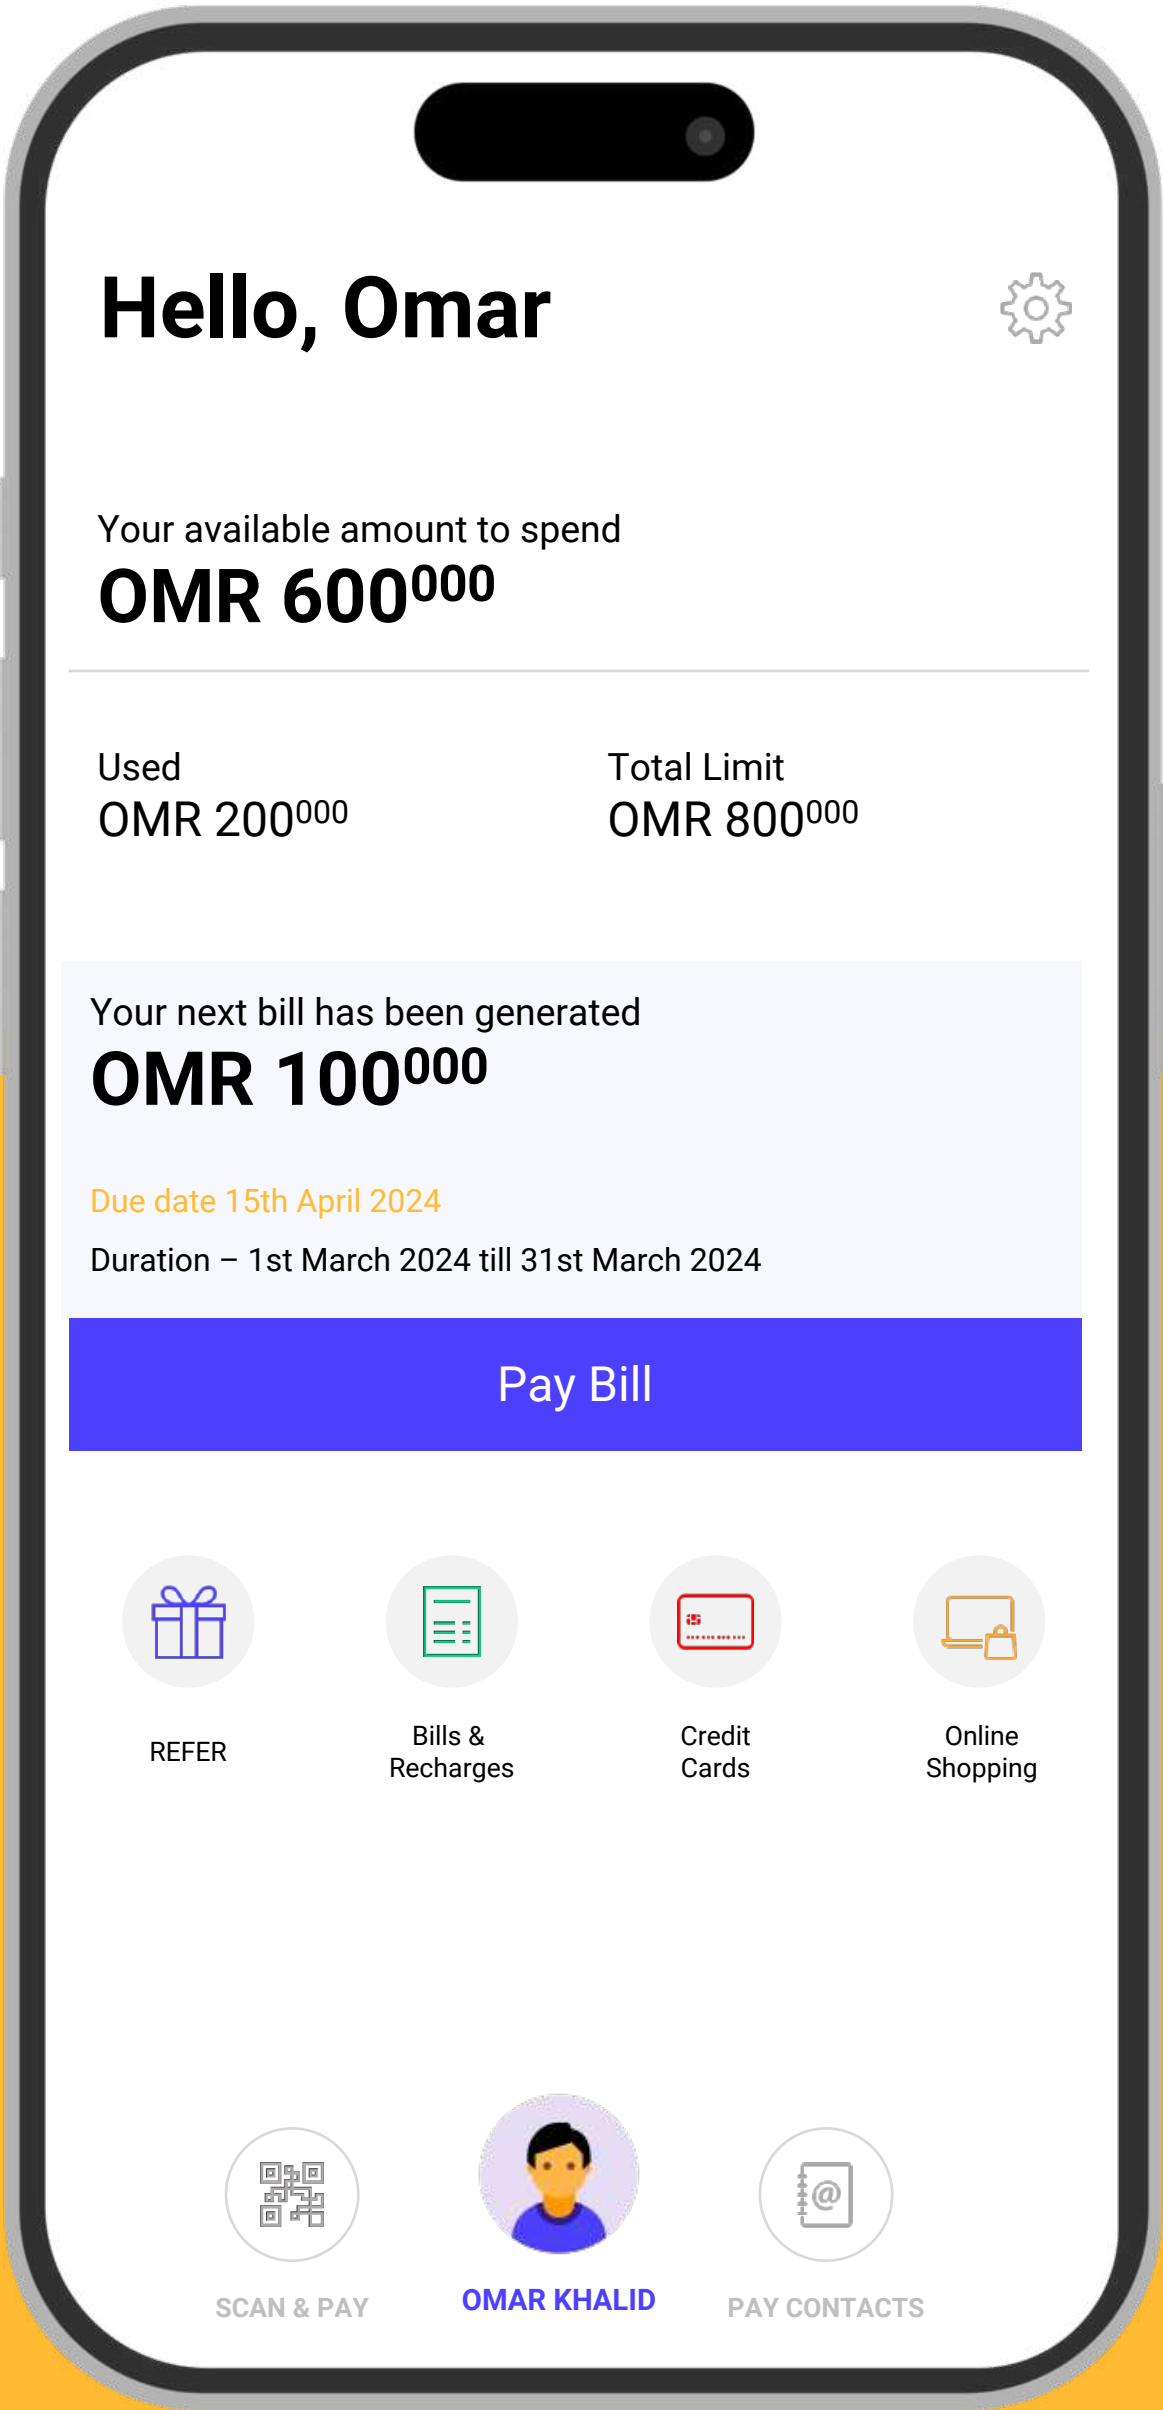 Hello, Omar
Your available amount to spend
OMR 600⁰⁰⁰
Used
OMR 200⁰⁰⁰
Total Limit
OMR 800⁰⁰⁰
Your next bill has been generated
OMR 100⁰⁰⁰
Due date 15th April 2024
Duration – 1st March 2024 till 31st March 2024
Pay Bill
REFER
Bills &
Recharges
Credit
Cards
Online
Shopping
@
SCAN & PAY
OMAR KHALID
PAY CONTACTS